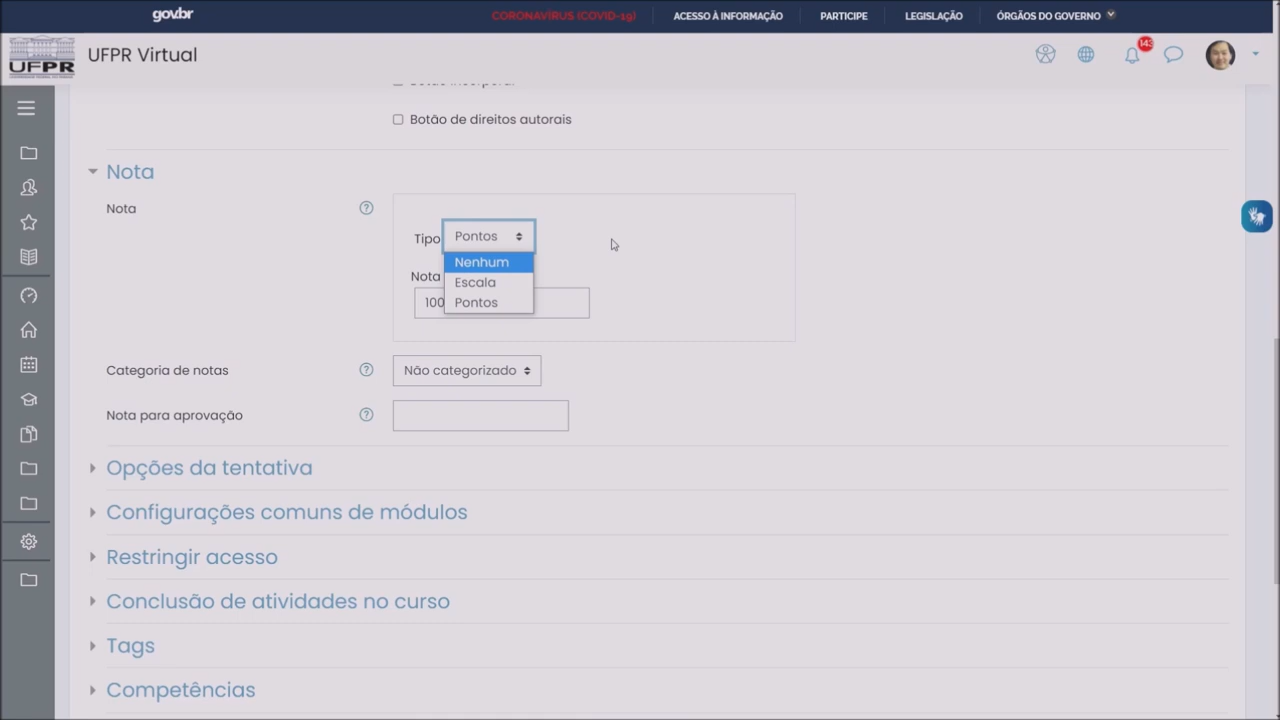 gov.br
CORONAVÍRUS (COVID-19)
ACESSO À INFORMAÇÃO
PARTICIPE
LEGISLAÇÃO
ÓRGÃOS DO GOVERNO
UFPR
UFPR Virtual
143
Botão de direitos autorais
Nota
Nota
Tipo
Pontos
Nenhum
Escala
Pontos
Nota
100
Categoria de notas
Não categorizado
Nota para aprovação
Opções da tentativa
Configurações comuns de módulos
Restringir acesso
Conclusão de atividades no curso
Tags
Competências